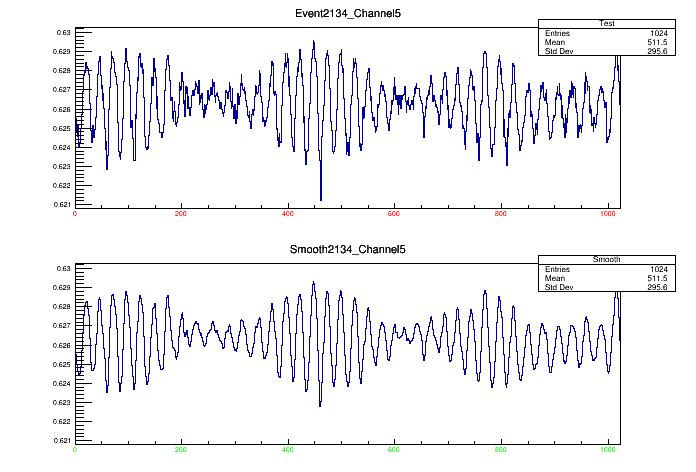 Event2134_Channel5
Test
Entries 1024
Mean 511.5
Std Dev 295.6
0.63
0.629
0.628
0.627
0.626
0.625
0.624
0.623
0.622
0.621
0 200 400 600 800 1000
Smooth2134_Channel5
Smooth
Entries 1024
Mean 511.5
Std Dev 295.6
0.63
0.629
0.628
0.627
0.626
0.625
0.624
0.623
0.622
0.621
0 200 400 600 800 1000